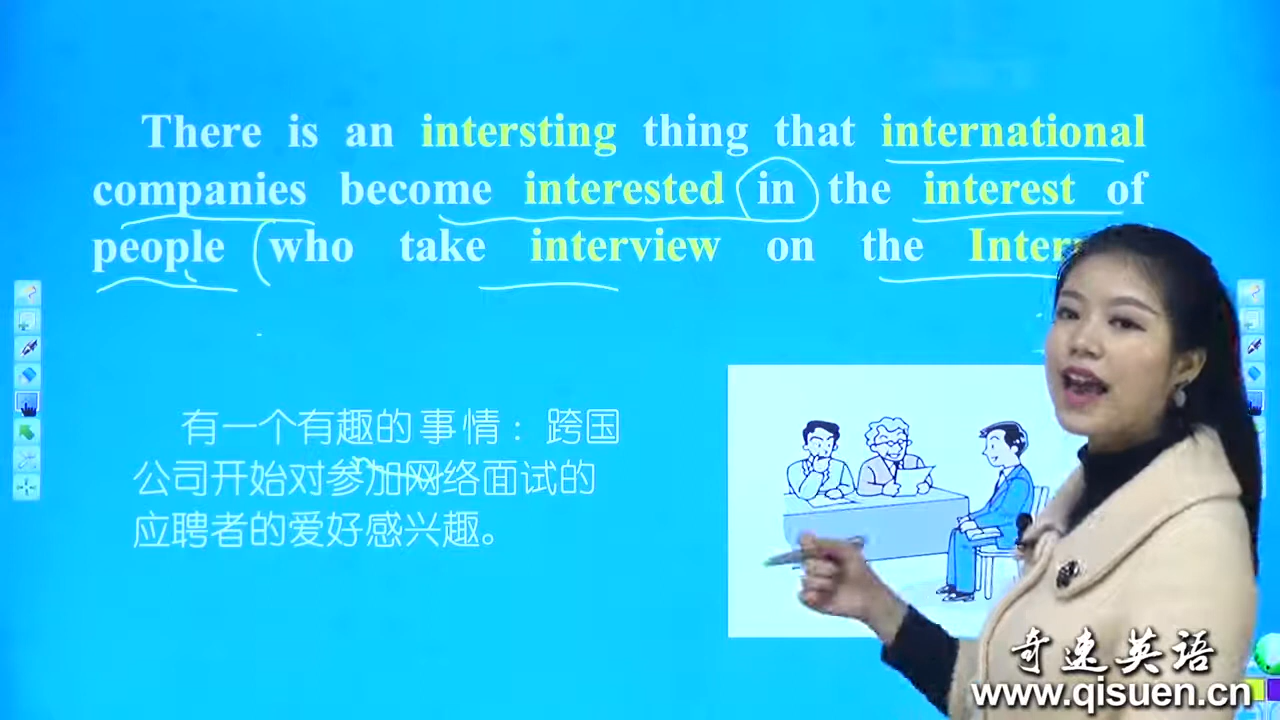 There is an intersting thing that international
companies become interested in the interest of
people who take interview on the
有一个有趣的事情：跨国
公司开始对参加网络面试的
应聘者的爱好感兴趣。
奇速英语
www.qisuen.cn